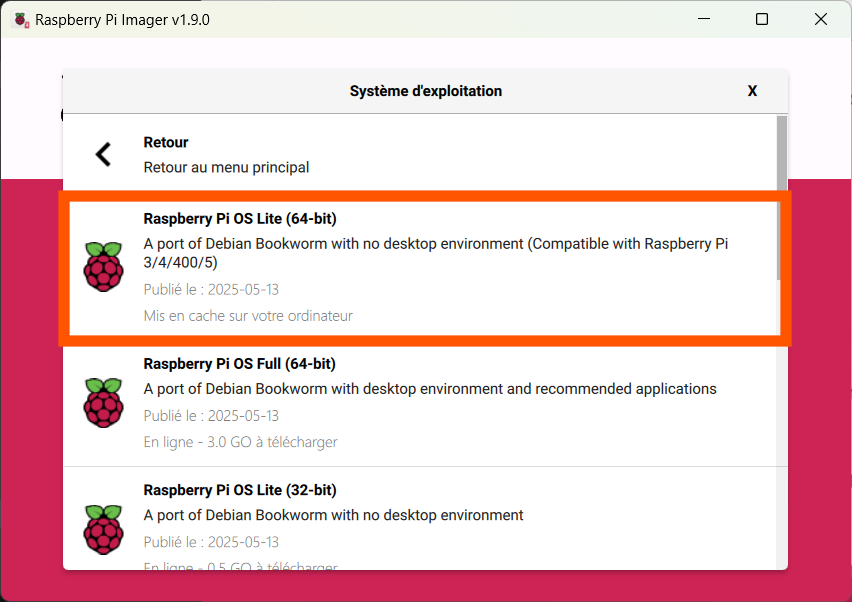 Raspberry Pi Imager v1.9.0
Système d'exploitation
X
Retour
Retour au menu principal
Raspberry Pi OS Lite (64-bit)
A port of Debian Bookworm with no desktop environment (Compatible with Raspberry Pi
3/4/400/5)
Publié le : 2025-05-13
Mis en cache sur votre ordinateur
Raspberry Pi OS Full (64-bit)
A port of Debian Bookworm with desktop environment and recommended applications
Publié le : 2025-05-13
En ligne - 3.0 GO à télécharger
Raspberry Pi OS Lite (32-bit)
A port of Debian Bookworm with no desktop environment
Publié le : 2025-05-13
En ligne - 0.5 GO à télécharger